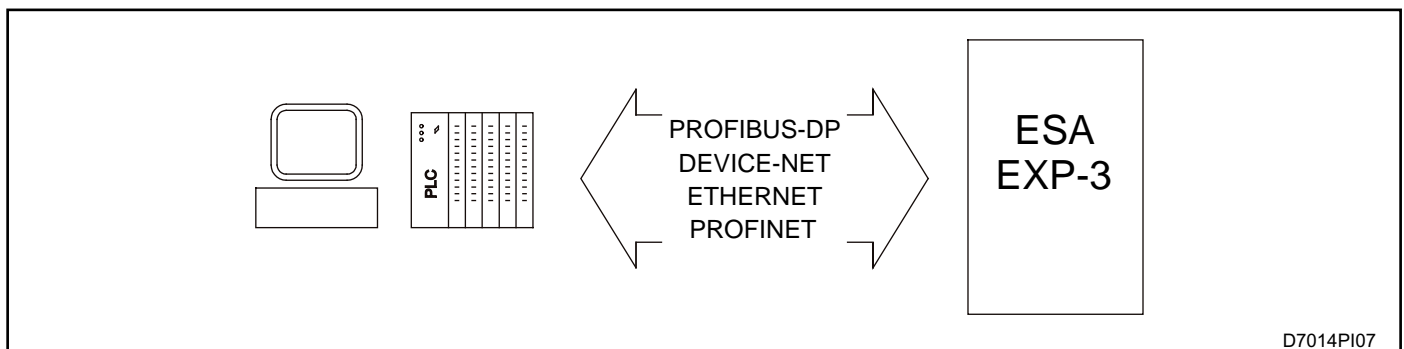 PLC
PROFIBUS-DP
DEVICE-NET
ETHERNET
PROFINET
ESA
EXP-3
D7014PI07